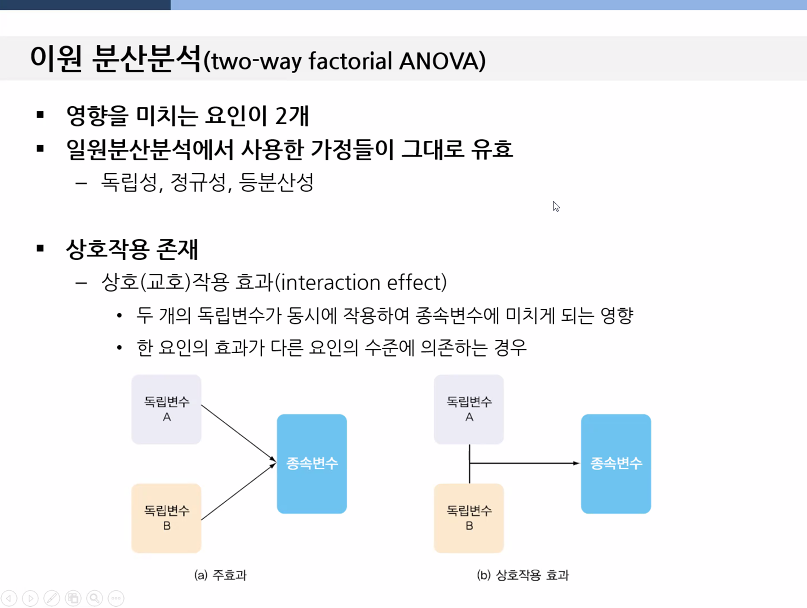 이원 분산분석(two-way factorial ANOVA)
▪ 영향을 미치는 요인이 2개
▪ 일원분산분석에서 사용한 가정들이 그대로 유효
– 독립성, 정규성, 등분산성
▪ 상호작용 존재
– 상호(교호)작용 효과(interaction effect)
• 두 개의 독립변수가 동시에 작용하여 종속변수에 미치게 되는 영향
• 한 요인의 효과가 다른 요인의 수준에 의존하는 경우
독립변수
A
종속변수
독립변수
B
(a) 주효과
독립변수
A
종속변수
독립변수
B
(b) 상호작용 효과